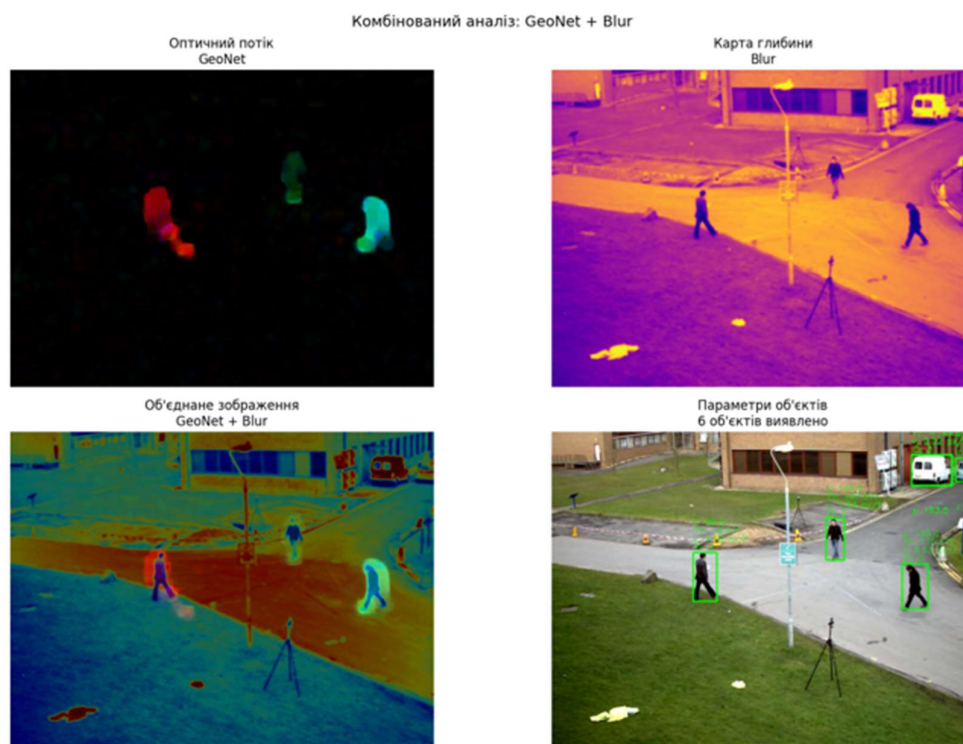 Комбінований аналіз: GeoNet + Blur
Оптичний потік
GeoNet
Карта глибини
Blur
Об'єднане зображення
GeoNet + Blur
Параметри об'єктів
6 об'єктів виявлено